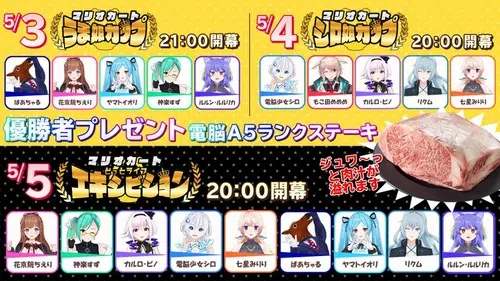 5/3
マリオカート
うまぴカップ
21:00開幕
ばあちゃる
花京院ちえり
ヤマトイオリ
神楽すず
ルルン・ルルリカ
5/4
マリオカート
シロぴカップ
20:00開幕
電脳少女シロ
もこ田めめめ
カルロ・ピノ
リクム
七星みりり
優勝者プレゼント 電脳A5ランクステーキ
ジュワ〜っ
と肉汁が
溢れます
5/5
マリオカート
エキシビション
20:00開幕
花京院ちえり
神楽すず
カルロ・ピノ
電脳少女シロ
七星みりり
ばあちゃる
ヤマトイオリ
リクム
ルルン・ルルリカ